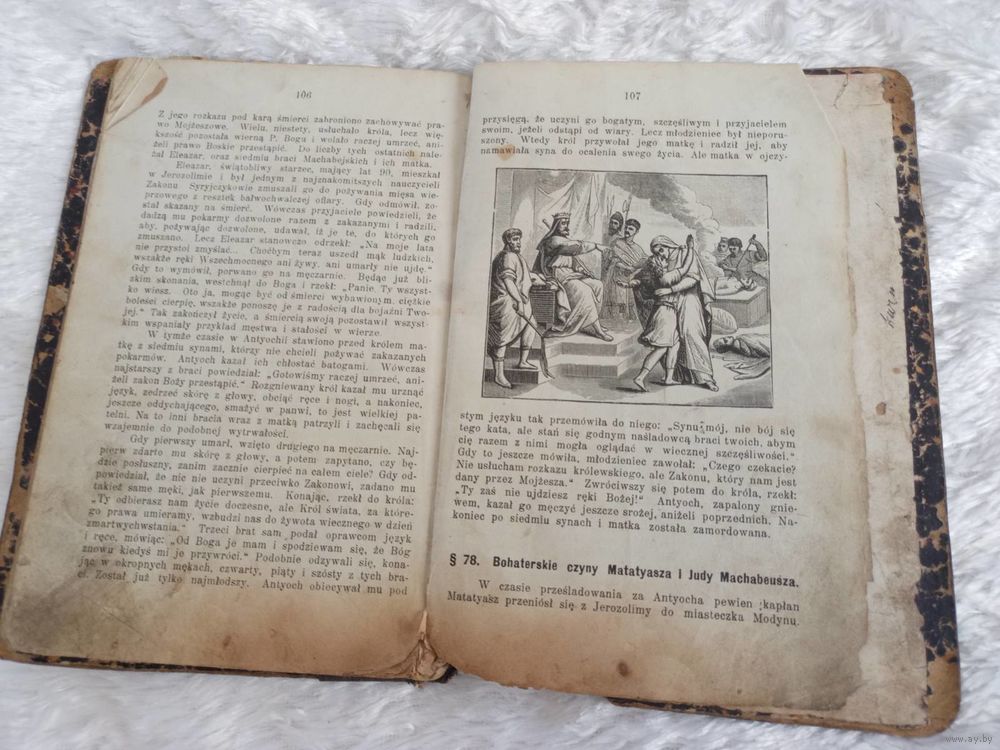 106
Z jego rozkazu pod karą śmierci zabroniono zachowywać pra-
wo Mojżeszowe. Wielu, niestety, usłuchało króla, lecz więk-
kszość pozostała wierną P. Bogu i wolało raczej umrzeć, ani-
żeli prawo Boskie przestąpić. Do liczby tych ostatnich nale-
żał Eleazar, oraz siedmiu braci Machabejskich i ich matka.
Eleazar, świątobliwy starzec, mający lat 90, mieszkał
w Jerozolimie i był jednym z najznakomitszych nauczycieli
Zakonu Syryjczykowie zmuszali go do pożywania mięsa wie-
przowego z resztek bałwochwalczej ofiary. Gdy odmówił, zo-
stał skazany na śmierć. Wówczas przyjaciele powiedzieli, że
dadzą mu pokarmy dozwolone razem z zakazanymi i radzili,
aby, pożywając dozwolone, udawał, iż je te, do których go
zmuszano. Lecz Eleazar stanowczo odrzekł: „Na moje lata
nie przystoi zmyślać... Choćbym teraz uszedł mąk ludzkich,
wszakże ręki Wszechmocnego ani żywy, ani umarły nie ujdę.“
Gdy to wymówił, porwano go na męczarnie. Będąc już bli-
zkim skonania, westchnął do Boga i rzekł: „Panie, Ty wszyst-
ko wiesz. Oto ja, mogąc być od śmierci wybawionym, ciężkie
boleści cierpię, wszakże ponoszę je z radością dla bojaźni Two-
jej.“ Tak zakończył życie, a śmiercią swoją pozostawił wszyst-
kim wspaniały przykład męstwa i stałości w wierze.
W tymże czasie w Antyochii stawiono przed królem ma-
tkę z siedmiu synami, którzy nie chcieli pożywać zakazanych
pokarmów. Antyoch kazał ich chłostać batogami. Wówczas
najstarszy z braci powiedział: „Gotowiśmy raczej umrzeć, ani-
żeli zakon Boży przestąpić.“ Rozgniewany król kazał mu urznąć
język, zedrzeć skórę z głowy, obciąć ręce i nogi, a nakoniec,
jeszcze oddychającego, smażyć w panwi, to jest wielkiej pa-
telni. Na to inni bracia wraz z matką patrzyli i zachęcali się
wzajemnie do podobnej wytrwałości.
Gdy pierwszy umarł, wzięto drugiego na męczarnie. Naj-
pierw zdarto mu skórę z głowy, a potem zapytano, czy bę-
dzie posłuszny, zanim zacznie cierpieć na całem ciele? Gdy od-
powiedział, że nic nie uczyni przeciwko Zakonowi, zadano mu
takież same męki, jak pierwszemu. Konając, rzekł do króla:
„Ty odbierasz nam życie doczesne, ale Król świata, za które-
go prawa umieramy, wzbudzi nas do żywota wiecznego w dzień
zmartwychwstania.“ Trzeci brat sam podał oprawcom język
i ręce, mówiąc: „Od Boga je mam i spodziewam się, że Bóg
znowu kiedyś mi je przywróci.“ Podobnie odzywali się, kona-
jąc w okropnych mękach, czwarty, piąty i szósty z tych bra-
ci. Został już tylko najmłodszy. Antyoch obiecywał mu pod
107
przysięgą, że uczyni go bogatym, szczęśliwym i przyjacielem
swoim, jeżeli odstąpi od wiary. Lecz młodzieniec był nieporu-
szony. Wtedy król przywołał jego matkę i radził jej, aby
namawiała syna do ocalenia swego życia. Ale matka w ojczy-
stym języku tak przemówiła do niego: „Synu mój, nie bój się
tego kata, ale stań się godnym naśladowcą braci twoich, abym
cię razem z nimi mogła oglądać w wiecznej szczęśliwości.“
Gdy to jeszcze mówiła, młodzieniec zawołał: „Czego czekacie?
Nie usłucham rozkazu królewskiego, ale Zakonu, który nam jest
dany przez Mojżesza.“ Zwróciwszy się potem do króla, rzekł:
„Ty zaś nie ujdziesz ręki Bożej!“ Antyoch, zapalony gnie-
wem, kazał go męczyć jeszcze srożej, aniżeli poprzednich. Na-
koniec po siedmiu synach i matka została zamordowana.
§ 78. Bohaterskie czyny Matatyasza i Judy Machabeusza.
W czasie prześladowania za Antyocha pewien kapłan
Matatyasz przeniósł się z Jerozolimy do miasteczka Modynu.
www.ay.by